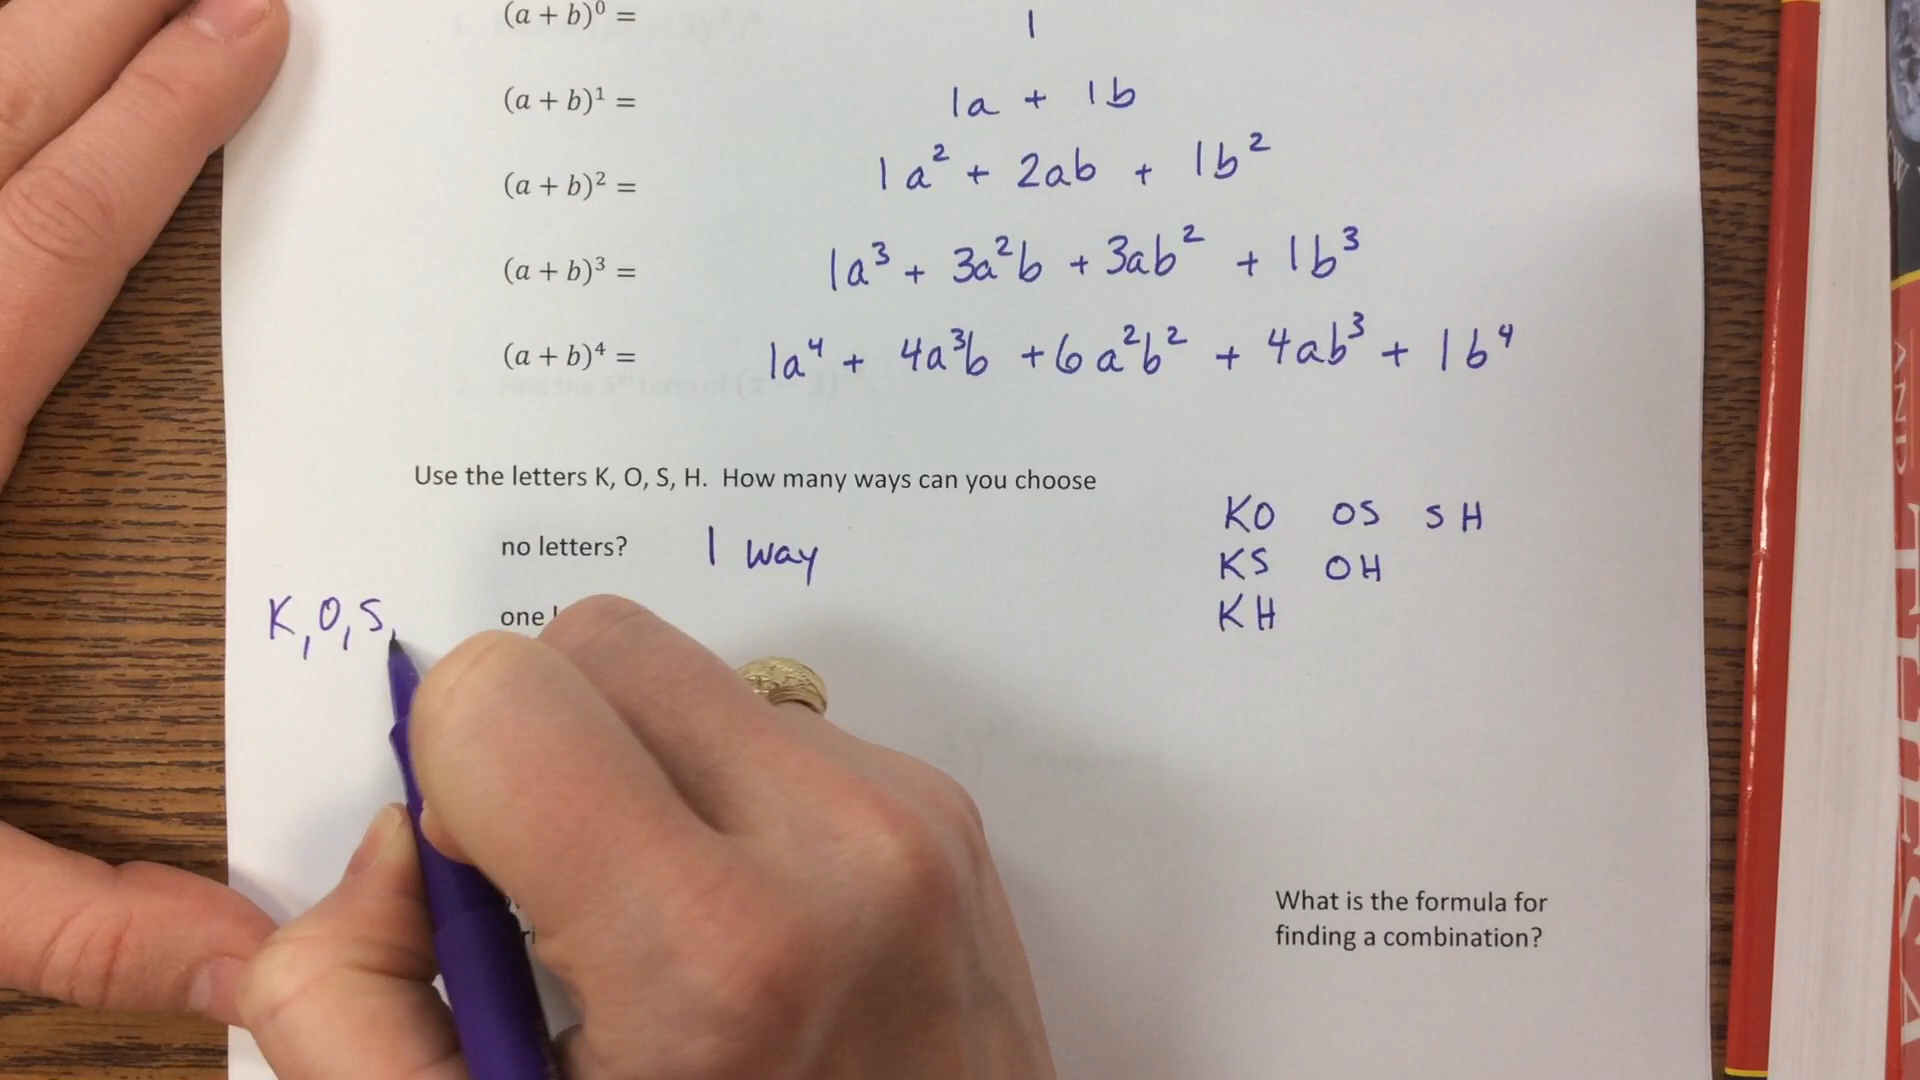 (a + b)⁰ = 1
(a + b)¹ = 1a + 1b
(a + b)² = 1a² + 2ab + 1b²
(a + b)³ = 1a³ + 3a²b + 3ab² + 1b³
(a + b)⁴ = 1a⁴ + 4a³b + 6a²b² + 4ab³ + 1b⁴
Use the letters K, O, S, H. How many ways can you choose
KO OS SH
no letters? 1 way
KS OH
K, O, S,
one
KH
What is the formula for
finding a combination?
AND